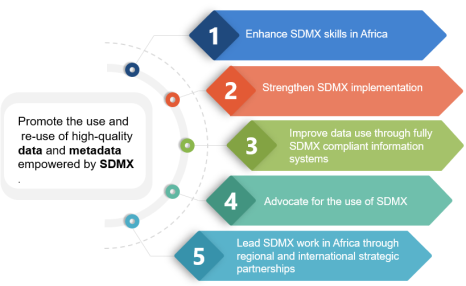 Promote the use and
re-use of high-quality
data and metadata
empowered by SDMX
.
1
Enhance SDMX skills in Africa
2
Strengthen SDMX implementation
3
Improve data use through fully
SDMX compliant information
systems
4
Advocate for the use of SDMX
5
Lead SDMX work in Africa through
regional and international strategic
partnerships